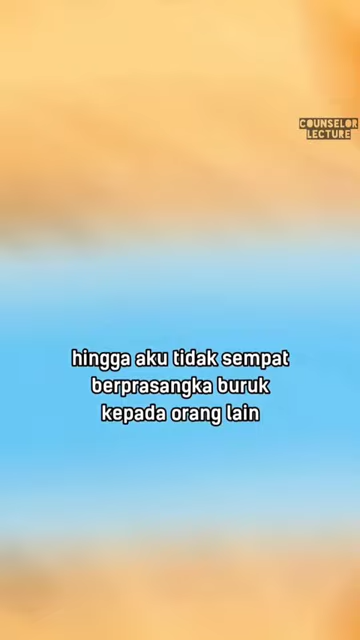 COUNSELOR
LECTURE
hingga aku tidak sempat
berprasangka buruk
kepada orang lain